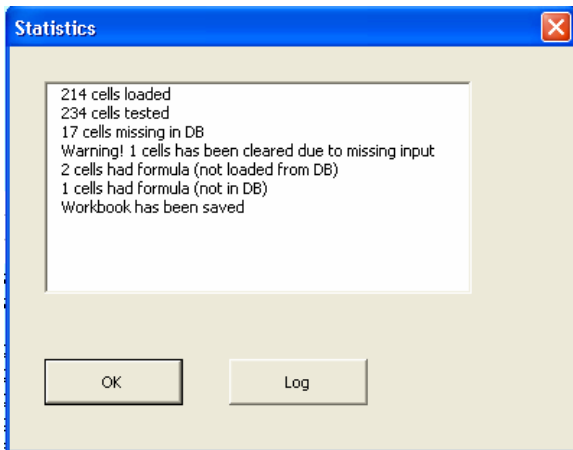 Statistics
214 cells loaded
234 cells tested
17 cells missing in DB
Warning! 1 cells has been cleared due to missing input
2 cells had formula (not loaded from DB)
1 cells had formula (not in DB)
Workbook has been saved
OK
Log